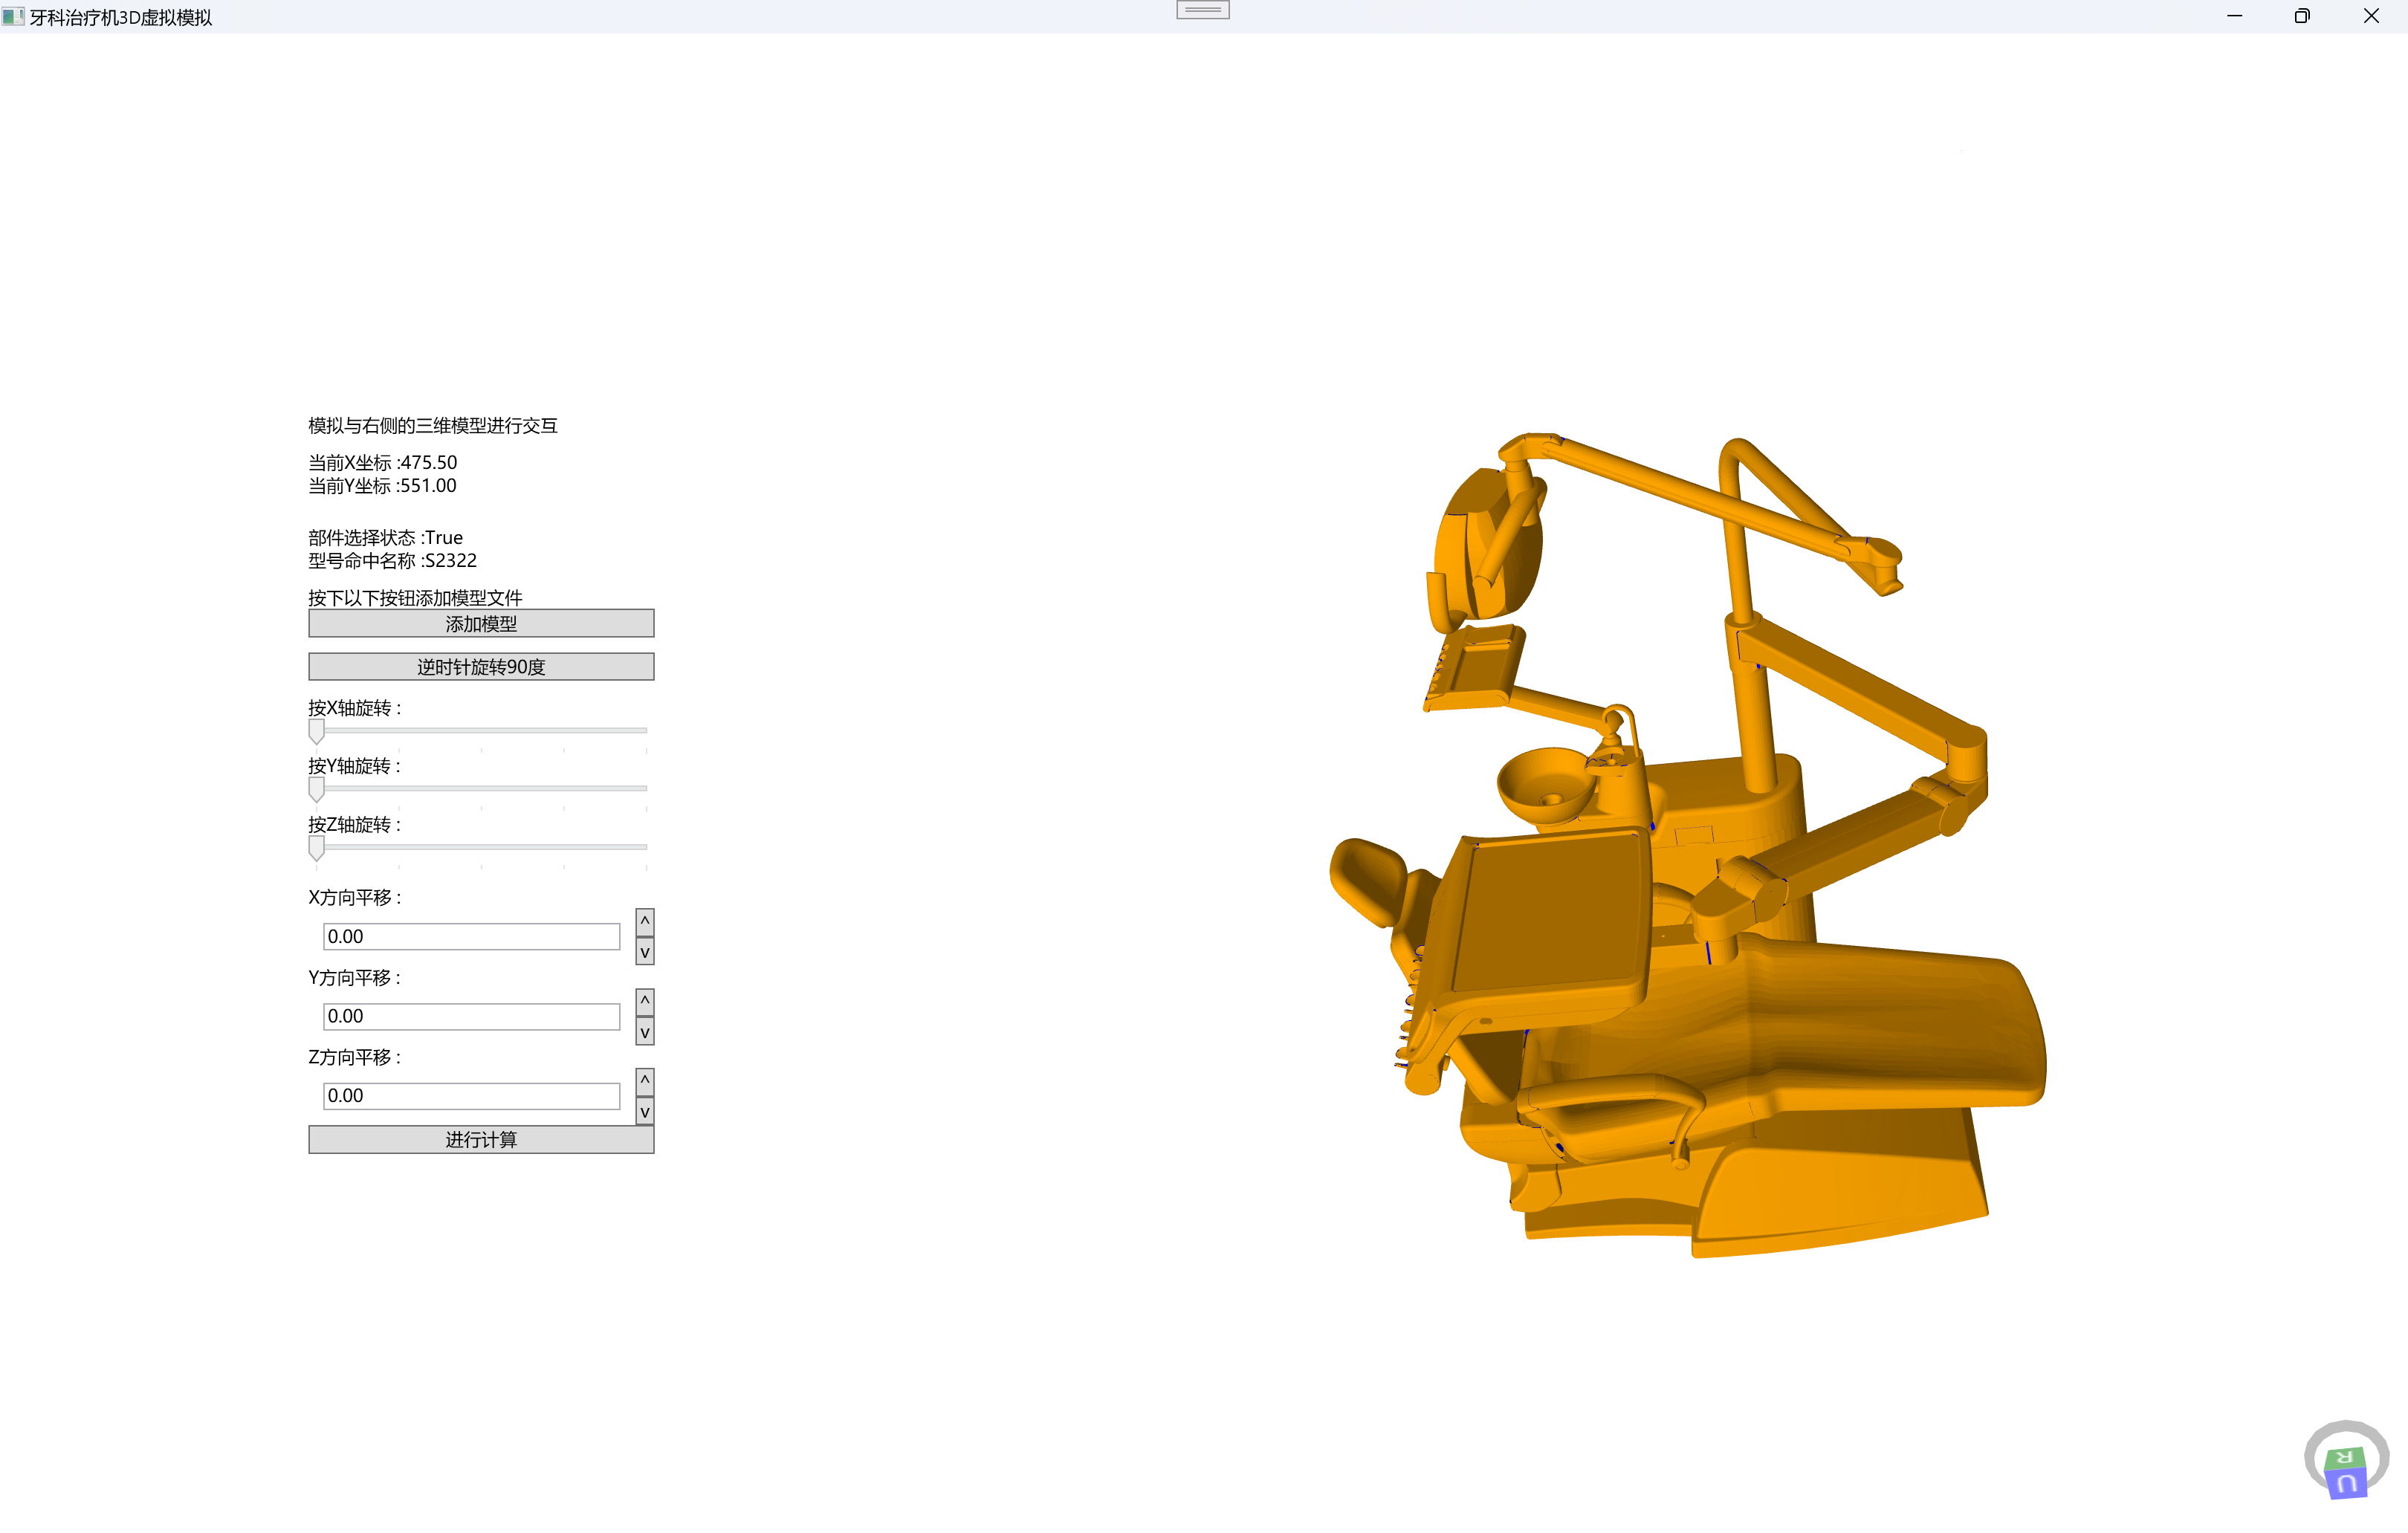 牙科治疗机3D虚拟模拟
模拟与右侧的三维模型进行交互
当前X坐标 :475.50
当前Y坐标 :551.00
部件选择状态 :True
型号命中名称 :S2322
按下以下按钮添加模型文件
添加模型
逆时针旋转90度
按X轴旋转 :
按Y轴旋转 :
按Z轴旋转 :
X方向平移 :
^
0.00
v
Y方向平移 :
^
0.00
v
Z方向平移 :
^
0.00
v
进行计算
R
U